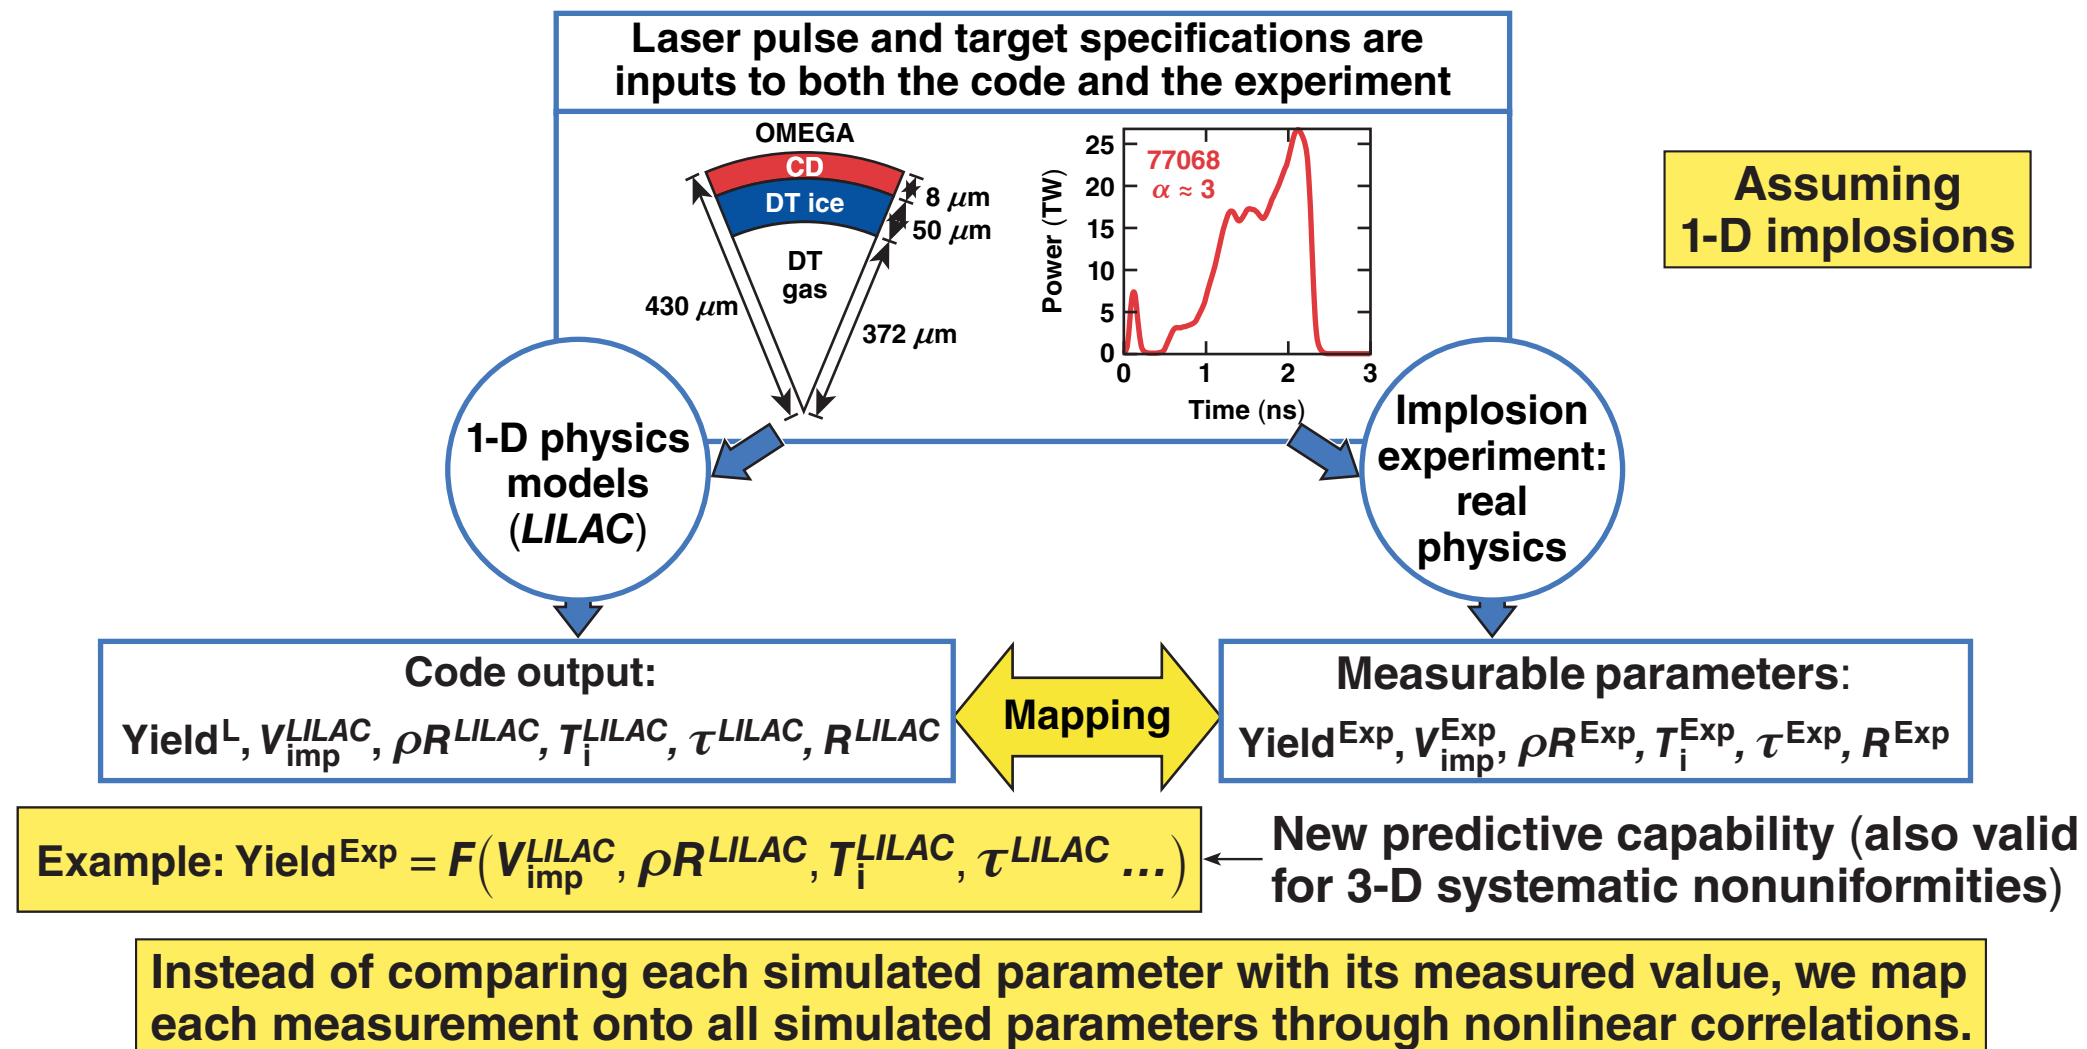 Laser pulse and target specifications are
inputs to both the code and the experiment
OMEGA
CD
DT ice
DT
gas
8 μm
50 μm
430 μm
372 μm
Power (TW)
25
20
15
10
5
0
77068
α ≈ 3
0 1 2 3
Time (ns)
Assuming
1-D implosions
1-D physics
models
(LILAC)
Implosion
experiment:
real
physics
Code output:
Yield^L, V_imp^LILAC, ρR^LILAC, T_i^LILAC, τ^LILAC, R^LILAC
Mapping
Measurable parameters:
Yield^Exp, V_imp^Exp, ρR^Exp, T_i^Exp, τ^Exp, R^Exp
Example: Yield^Exp = F(V_imp^LILAC, ρR^LILAC, T_i^LILAC, τ^LILAC ...)
New predictive capability (also valid
for 3-D systematic nonuniformities)
Instead of comparing each simulated parameter with its measured value, we map
each measurement onto all simulated parameters through nonlinear correlations.